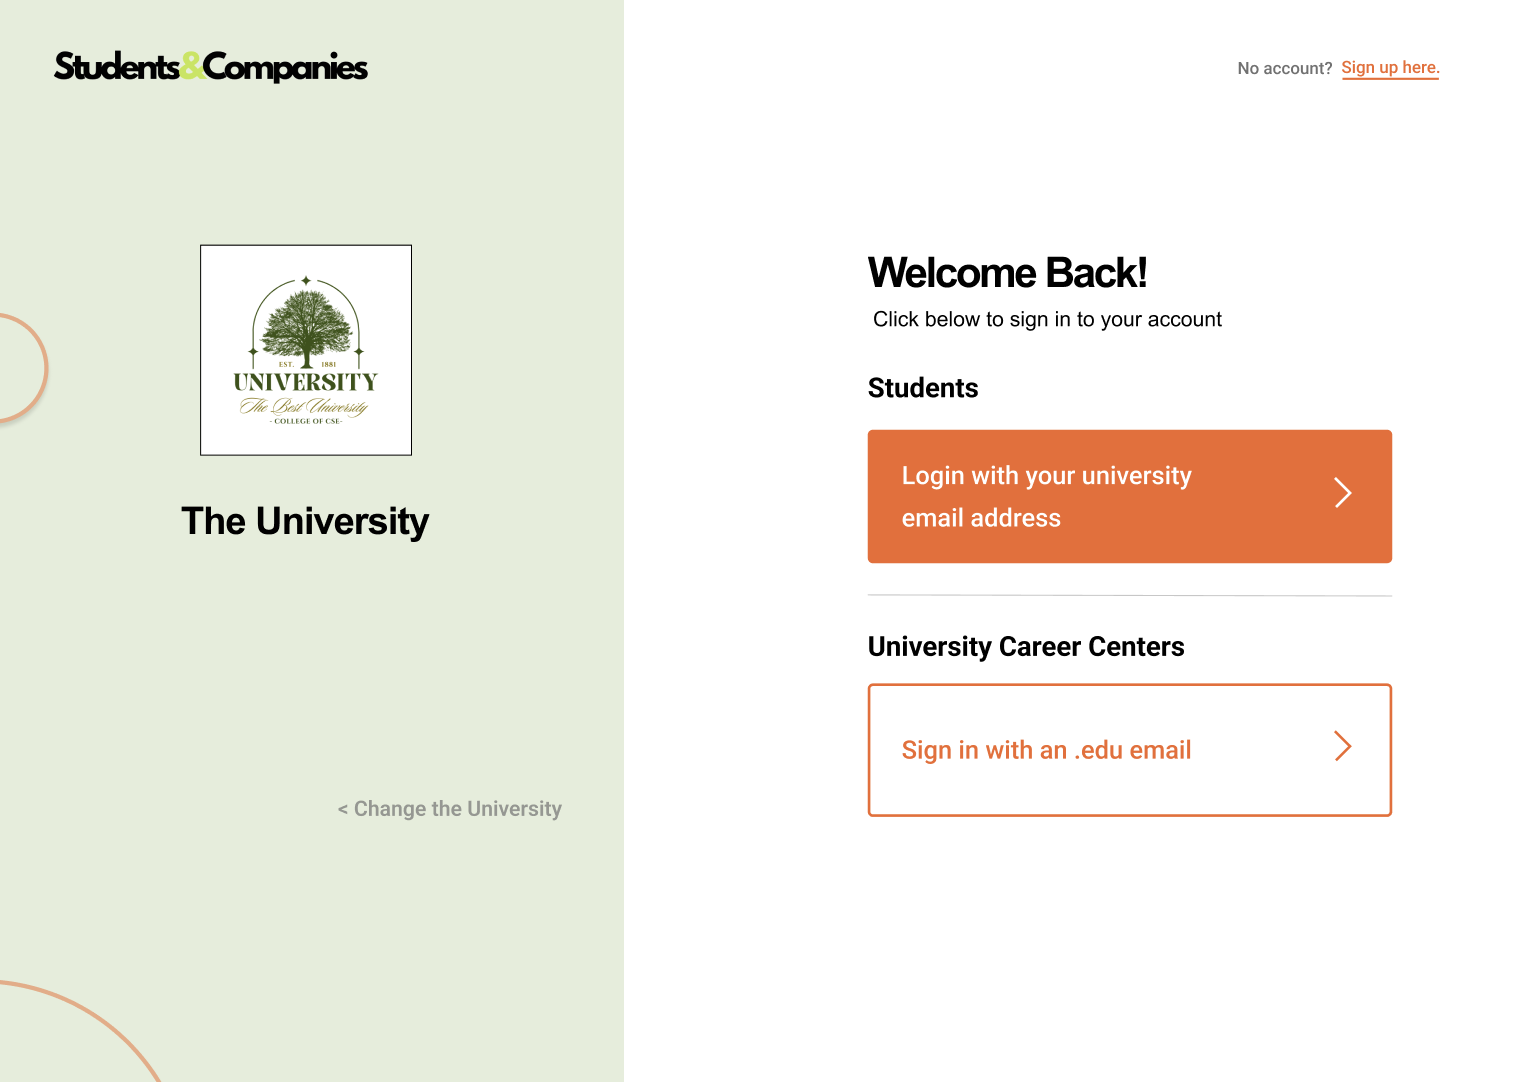 Students&Companies
No account? Sign up here.
EST. 1881
UNIVERSITY
The Best University
- COLLEGE OF CSE-
The University
< Change the University
Welcome Back!
Click below to sign in to your account
Students
Login with your university
email address
University Career Centers
Sign in with an .edu email